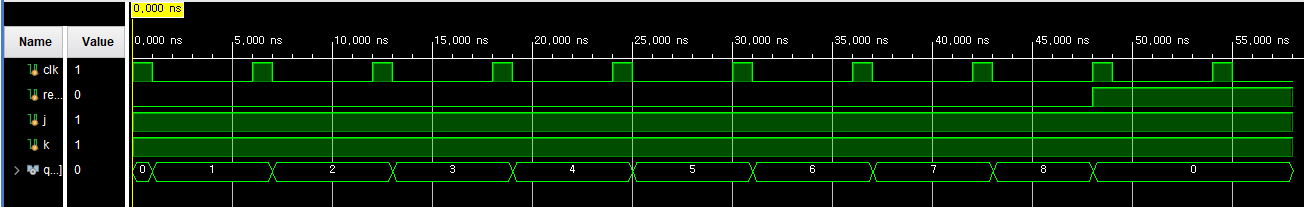 0,000 ns
Name Value 0,000 ns 5,000 ns 10,000 ns 15,000 ns 20,000 ns 25,000 ns 30,000 ns 35,000 ns 40,000 ns 45,000 ns 50,000 ns 55,000 ns
clk 1
re... 0
j 1
k 1
q...] 0 0 1 2 3 4 5 6 7 8 0